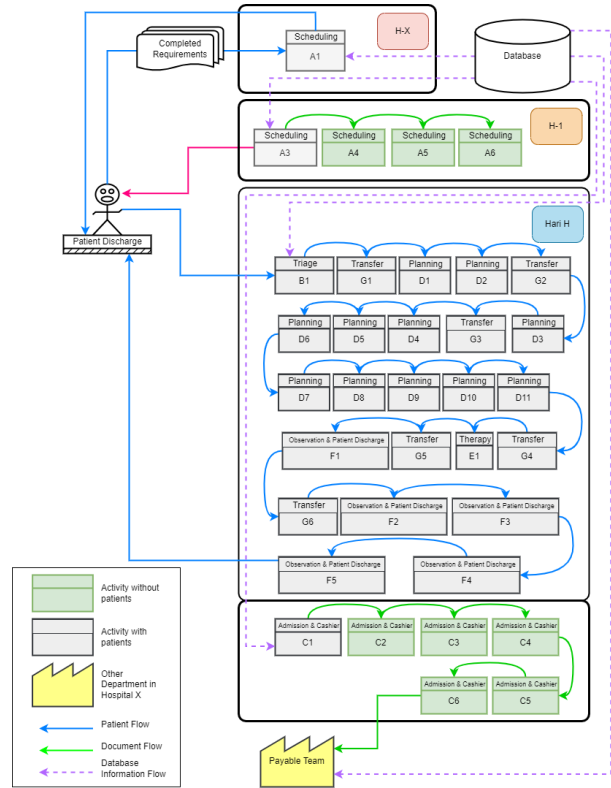 Completed
Requirements
Scheduling
A1
H-X
Database
H-1
Scheduling
A3
Scheduling
A4
Scheduling
A5
Scheduling
A6
Patient Discharge
Hari H
Triage
B1
Transfer
G1
Planning
D1
Planning
D2
Transfer
G2
Planning
D6
Planning
D5
Planning
D4
Transfer
G3
Planning
D3
Planning
D7
Planning
D8
Planning
D9
Planning
D10
Planning
D11
Observation & Patient Discharge
F1
Transfer
G5
Therapy
E1
Transfer
G4
Transfer
G6
Observation & Patient Discharge
F2
Observation & Patient Discharge
F3
Observation & Patient Discharge
F5
Observation & Patient Discharge
F4
Admission & Cashier
C1
Admission & Cashier
C2
Admission & Cashier
C3
Admission & Cashier
C4
Admission & Cashier
C6
Admission & Cashier
C5
Payable Team
Activity without
patients
Activity with
patients
Other
Department in
Hospital X
Patient Flow
Document Flow
Database
Information Flow